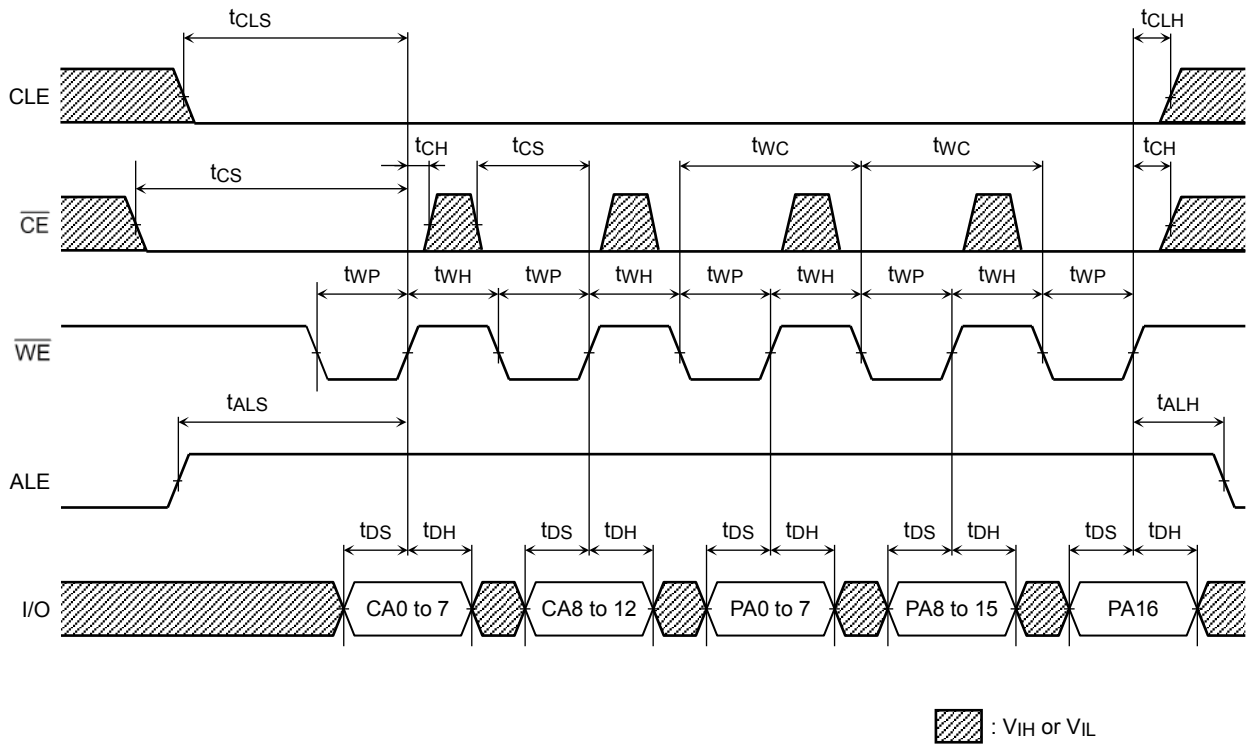 tCLS tCLH
CLE
tCH tCS tWC tWC tCH
tCS
CE
tWP tWH tWP tWH tWP tWH tWP tWH tWP
WE
tALS tALH
ALE
tDS tDH tDS tDH tDS tDH tDS tDH tDS tDH
I/O CA0 to 7 CA8 to 12 PA0 to 7 PA8 to 15 PA16
: VIH or VIL